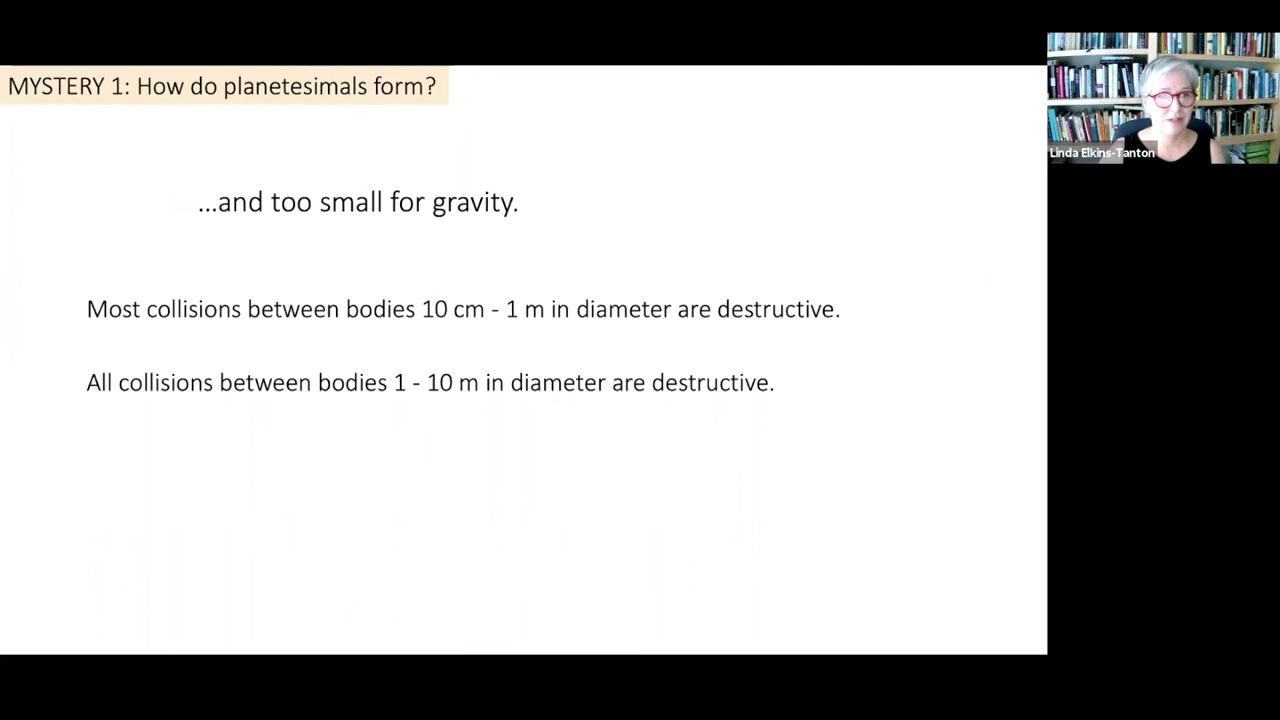 MYSTERY 1: How do planetesimals form?
...and too small for gravity.
Most collisions between bodies 10 cm - 1 m in diameter are destructive.
All collisions between bodies 1 - 10 m in diameter are destructive.
Linda Elkins-Tanton